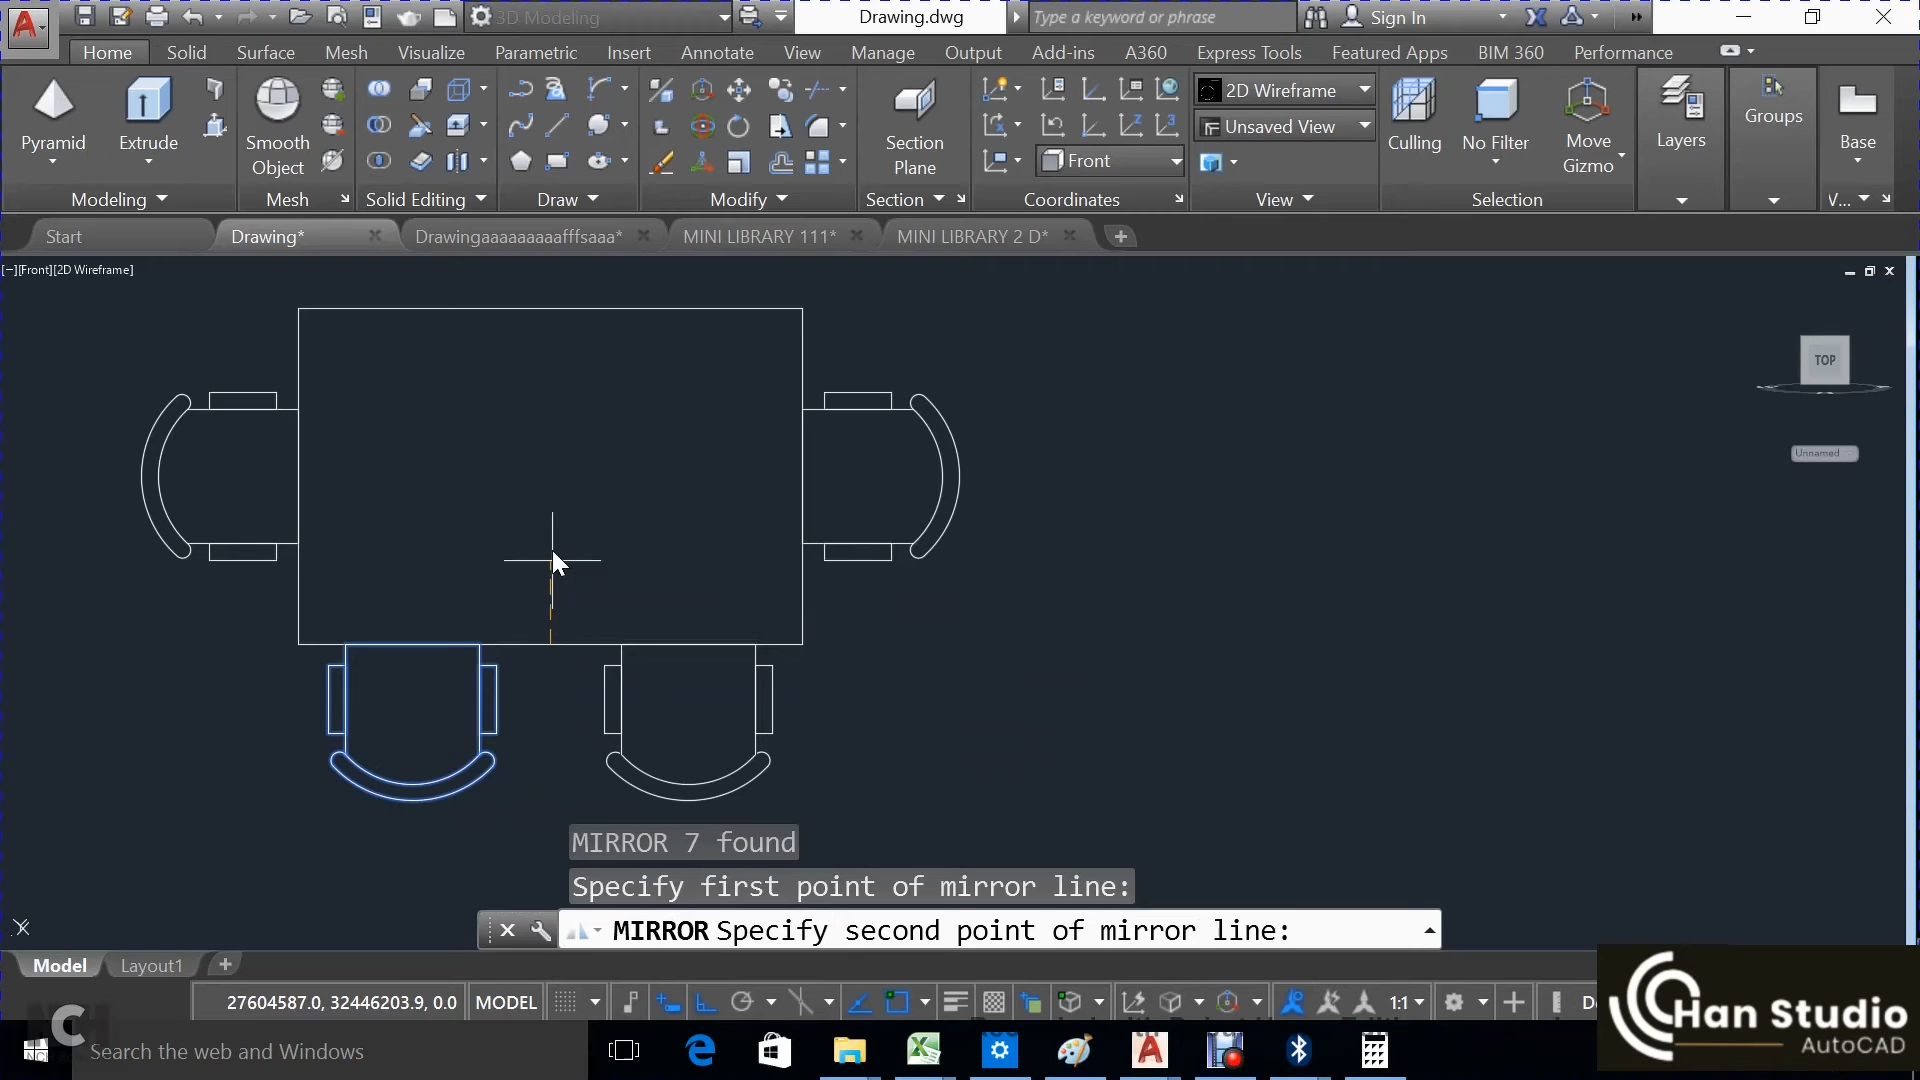 3D Modeling
Drawing.dwg
Type a keyword or phrase
Sign In
Home Solid Surface Mesh Visualize Parametric Insert Annotate View Manage Output Add-ins A360 Express Tools Featured Apps BIM 360 Performance
Pyramid
Extrude
Smooth
Object
Section
Plane
2D Wireframe
Unsaved View
Front
Culling
No Filter
Move
Gizmo
Layers
Groups
Base
Modeling Mesh Solid Editing Draw Modify Section Coordinates View Selection V...
Start Drawing* Drawingaaaaaaaaafffsaaa* MINI LIBRARY 111* MINI LIBRARY 2 D*
[−][Front][2D Wireframe]
TOP
Unnamed
MIRROR 7 found
Specify first point of mirror line:
MIRROR Specify second point of mirror line:
Model Layout1
27604587.0, 32446203.9, 0.0 MODEL 1:1
Han Studio
AutoCAD
Search the web and Windows